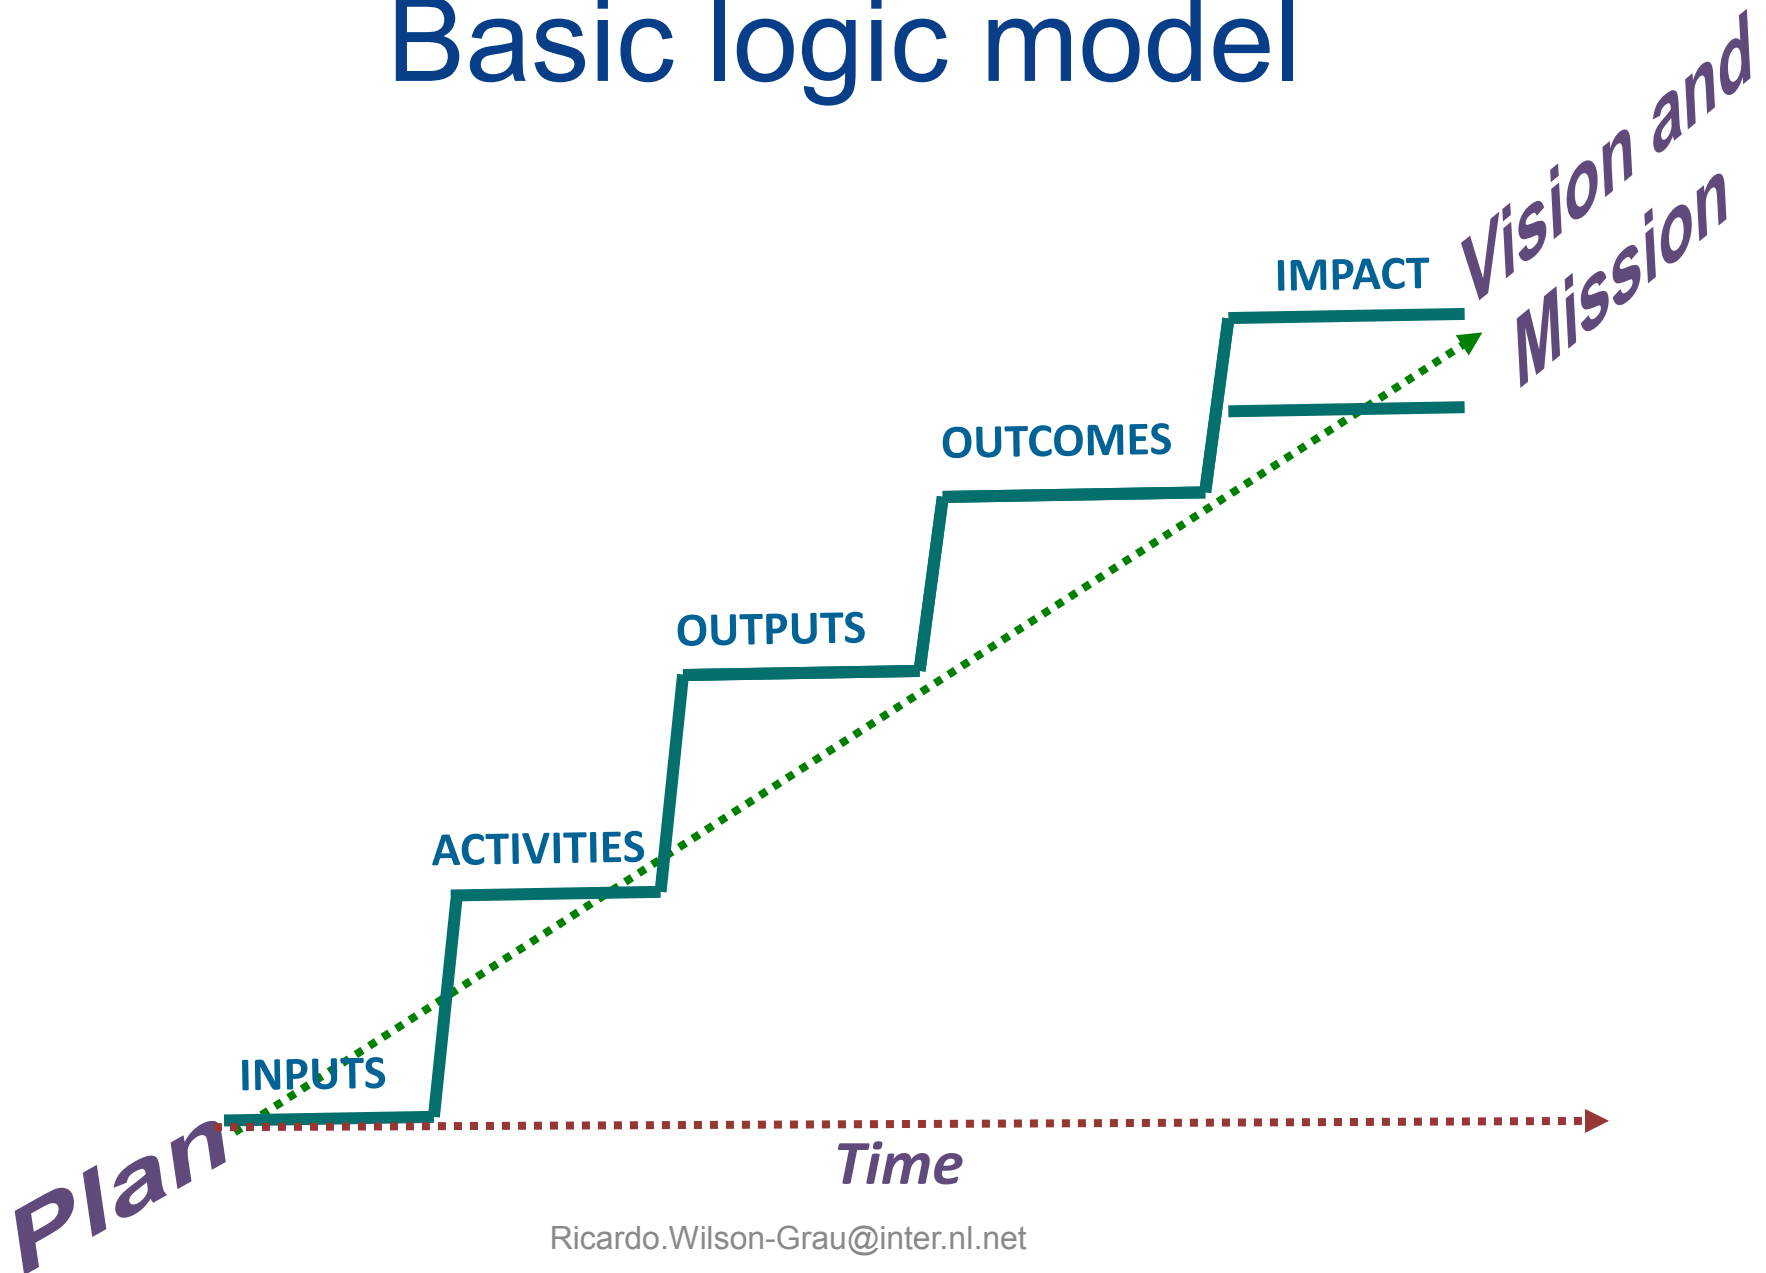 Basic logic model
Vision and
Mission
IMPACT
OUTCOMES
OUTPUTS
ACTIVITIES
INPUTS
Plan
Time
Ricardo.Wilson-Grau@inter.nl.net